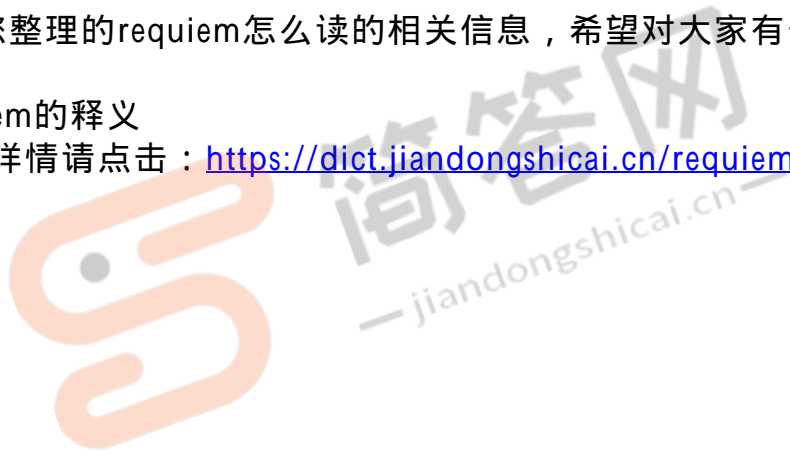 整理的requiem怎么读的相关信息，希望对大家有
em的释义
详情请点击：https://dict.jiandongshicai.cn/requiem
简答网
jiandongshicai.cn